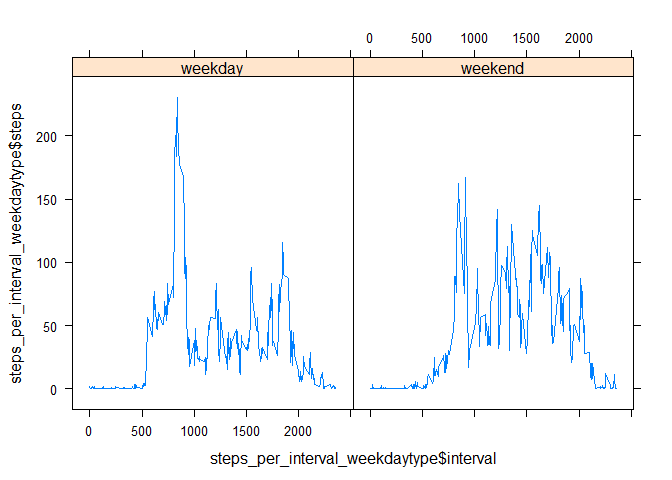 0 500 1000 1500 2000
weekday weekend
steps_per_interval_weekdaytype$steps
200
150
100
50
0
0 500 1000 1500 2000
steps_per_interval_weekdaytype$interval